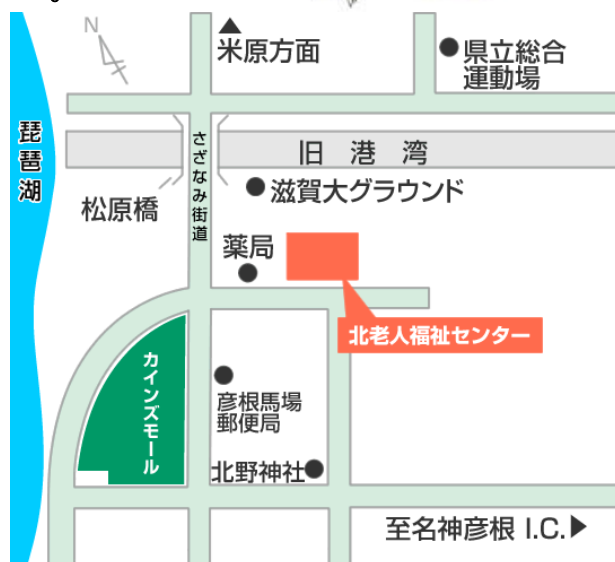 N
米原方面
県立総合
運動場
琵琶湖
さざなみ街道
旧港湾
松原橋
滋賀大グラウンド
薬局
北老人福祉センター
カインズモール
彦根馬場
郵便局
北野神社
至名神彦根 I.C.